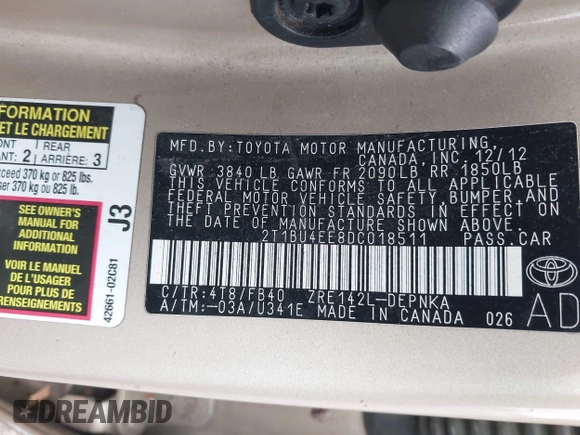 FORMATION
ET LE CHARGEMENT
ONT
ANT: 2
REAR
ARRIÈRE: 3
xceed 370 kg or 825 lbs.
ser 370 kg ou 825 lb.
SEE OWNER'S
MANUAL FOR
ADDITIONAL
INFORMATION
VOIR LE MANUEL
DE L'USAGER
POUR PLUS DE
RENSEIGNEMENTS
J3
42661-02C81
MFD. BY: TOYOTA MOTOR MANUFACTURING,
CANADA, INC. 12/12
GVWR 3840 LB GAWR FR 2090LB RR 1850LB
THIS VEHICLE CONFORMS TO ALL APPLICABLE
FEDERAL MOTOR VEHICLE SAFETY, BUMPER, AND
THEFT PREVENTION STANDARDS IN EFFECT ON
THE DATE OF MANUFACTURE SHOWN ABOVE.
2T1BU4EE8DC018511 PASS. CAR
C/TR: 4T8/FB40 ZRE142L-DEPNKA
A/TM: -03A/U341E MADE IN CANADA 026
TOYOTA
AD
DREAMBID